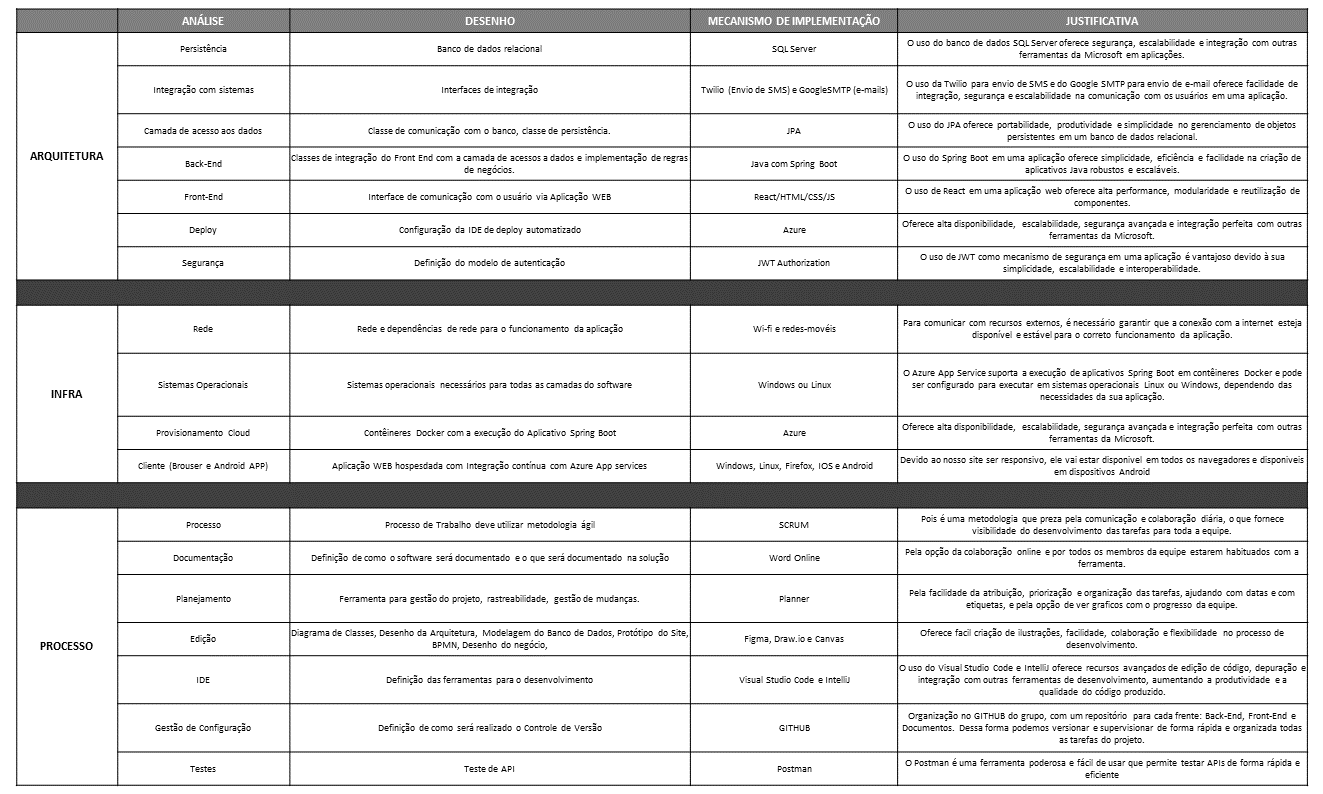 ANÁLISE
DESENHO
MECANISMO DE IMPLEMENTAÇÃO
JUSTIFICATIVA
ARQUITETURA
Persistência
Banco de dados relacional
SQL Server
O uso do banco de dados SQL Server oferece segurança, escalabilidade e integração com outras
ferramentas da Microsoft em aplicações.
Integração com sistemas
Interfaces de integração
Twilio (Envio de SMS) e GoogleSMTP (e-mails)
O uso da Twilio para envio de SMS e do Google SMTP para envio de e-mail oferece facilidade de
integração, segurança e escalabilidade na comunicação com os usuários em uma aplicação.
Camada de acesso aos dados
Classe de comunicação com o banco, classe de persistência.
JPA
O uso do JPA oferece portabilidade, produtividade e simplicidade no gerenciamento de objetos
persistentes em um banco de dados relacional.
Back-End
Classes de integração do Front End com a camada de acessos a dados e implementação de regras
de negócios.
Java com Spring Boot
O uso do Spring Boot em uma aplicação oferece simplicidade, eficiência e facilidade na criação de
aplicativos Java robustos e escaláveis.
Front-End
Interface de comunicação com o usuário via Aplicação WEB
React/HTML/CSS/JS
O uso de React em uma aplicação web oferece alta performance, modularidade e reutilização de
componentes.
Deploy
Configuração da IDE de deploy automatizado
Azure
Oferece alta disponibilidade, escalabilidade, segurança avançada e integração perfeita com outras
ferramentas da Microsoft.
Segurança
Definição do modelo de autenticação
JWT Authorization
O uso de JWT como mecanismo de segurança em uma aplicação é vantajoso devido à sua
simplicidade, escalabilidade e interoperabilidade.
INFRA
Rede
Rede e dependências de rede para o funcionamento da aplicação
Wi-fi e redes-movéis
Para comunicar com recursos externos, é necessário garantir que a conexão com a internet esteja
disponível e estável para o correto funcionamento da aplicação.
Sistemas Operacionais
Sistemas operacionais necessários para todas as camadas do software
Windows ou Linux
O Azure App Service suporta a execução de aplicativos Spring Boot em contêineres Docker e pode
ser configurado para executar em sistemas operacionais Linux ou Windows, dependendo das
necessidades da sua aplicação.
Provisionamento Cloud
Contêineres Docker com a execução do Aplicativo Spring Boot
Azure
Oferece alta disponibilidade, escalabilidade, segurança avançada e integração perfeita com outras
ferramentas da Microsoft.
Cliente (Brouser e Android APP)
Aplicação WEB hospesdada com Integração contínua com Azure App services
Windows, Linux, Firefox, IOS e Android
Devido ao nosso site ser responsivo, ele vai estar disponivel em todos os navegadores e disponiveis
em dispositivos Android
PROCESSO
Processo
Processo de Trabalho deve utilizar metodologia ágil
SCRUM
Pois é uma metodologia que preza pela comunicação e colaboração diária, o que fornece
visibilidade do desenvolvimento das tarefas para toda a equipe.
Documentação
Definição de como o software será documentado e o que será documentado na solução
Word Online
Pela opção da colaboração online e por todos os membros da equipe estarem habituados com a
ferramenta.
Planejamento
Ferramenta para gestão do projeto, rastreabilidade, gestão de mudanças.
Planner
Pela facilidade da atribuição, priorização e organização das tarefas, ajudando com datas e com
etiquetas, e pela opção de ver graficos com o progresso da equipe.
Edição
Diagrama de Classes, Desenho da Arquitetura, Modelagem do Banco de Dados, Protótipo do Site,
BPMN, Desenho do negócio,
Figma, Draw.io e Canvas
Oferece facil criação de ilustrações, facilidade, colaboração e flexibilidade no processo de
desenvolvimento.
IDE
Definição das ferramentas para o desenvolvimento
Visual Studio Code e IntelliJ
O uso do Visual Studio Code e IntelliJ oferece recursos avançados de edição de código, depuração e
integração com outras ferramentas de desenvolvimento, aumentando a produtividade e a
qualidade do código produzido.
Gestão de Configuração
Definição de como será realizado o Controle de Versão
GITHUB
Organização no GITHUB do grupo, com um repositório para cada frente: Back-End, Front-End e
Documentos. Dessa forma podemos versionar e supervisionar de forma rápida e organizada todas
as tarefas do projeto.
Testes
Teste de API
Postman
O Postman é uma ferramenta poderosa e fácil de usar que permite testar APIs de forma rápida e
eficiente